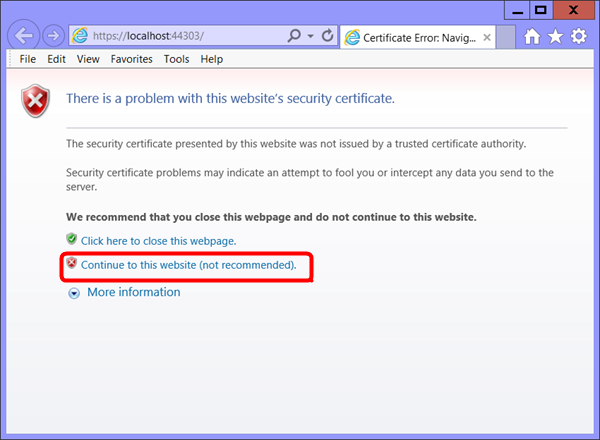 https://localhost:44303/
Certificate Error: Navig...
File Edit View Favorites Tools Help
There is a problem with this website's security certificate.
The security certificate presented by this website was not issued by a trusted certificate authority.
Security certificate problems may indicate an attempt to fool you or intercept any data you send to the
server.
We recommend that you close this webpage and do not continue to this website.
Click here to close this webpage.
Continue to this website (not recommended).
More information